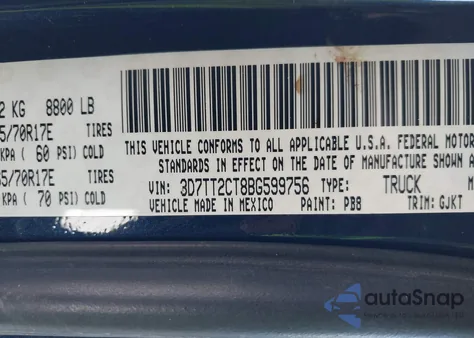 2 KG 8800 LB
5/70R17E TIRES
KPA ( 60 PSI) COLD
5/70R17E TIRES
KPA ( 70 PSI) COLD
THIS VEHICLE CONFORMS TO ALL APPLICABLE U.S.A. FEDERAL MOTOR
STANDARDS IN EFFECT ON THE DATE OF MANUFACTURE
VIN: 3D7TT2CT8BG599756 TYPE: TRUCK
VEHICLE MADE IN MEXICO PAINT: PB8 TRIM: GJKT
autoSnap